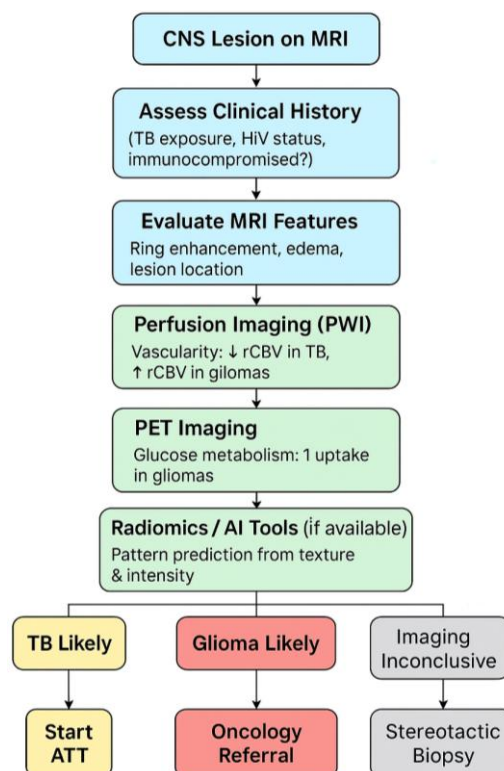 CNS Lesion on MRI
Assess Clinical History
(TB exposure, HiV status,
immunocompromised?)
Evaluate MRI Features
Ring enhancement, edema,
lesion location
Perfusion Imaging (PWI)
Vascularity: ↓ rCBV in TB,
↑ rCBV in gilomas
PET Imaging
Glucose metabolism: 1 uptake
in gliomas
Radiomics / AI Tools (if available)
Pattern prediction from texture
& intensity
TB Likely
Glioma Likely
Imaging
Inconclusive
Start
ATT
Oncology
Referral
Stereotactic
Biopsy